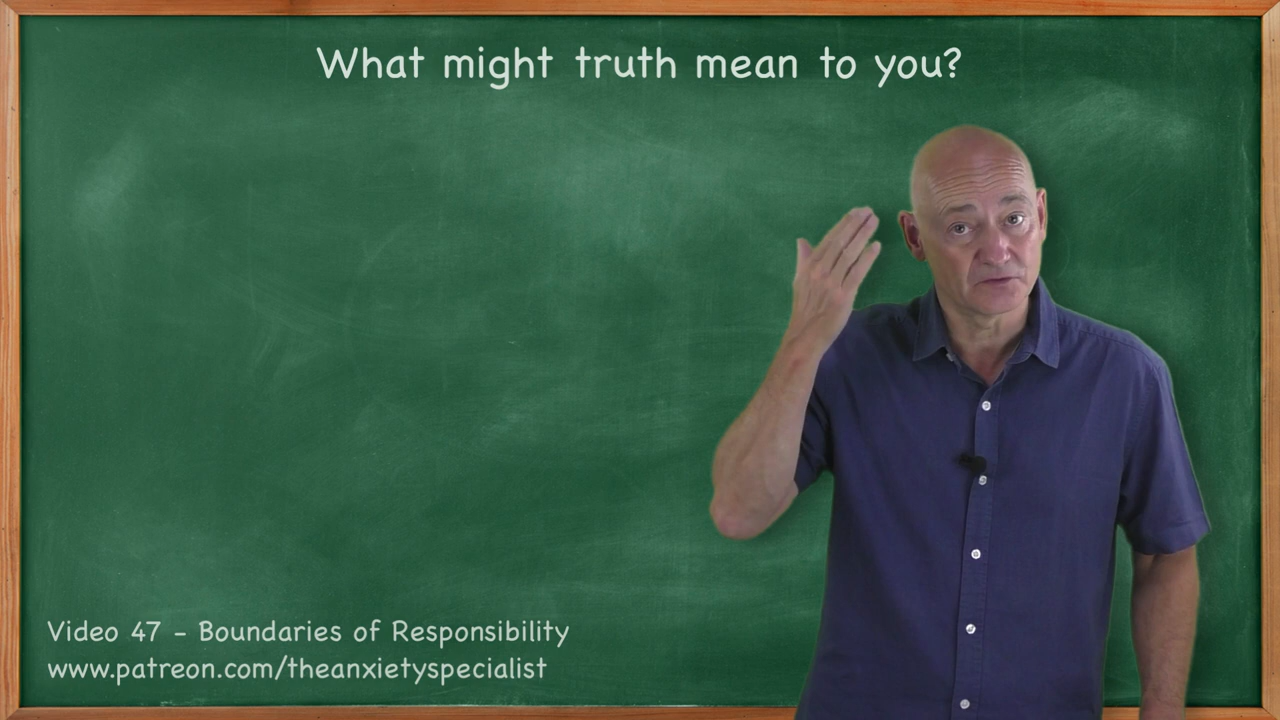 What might truth mean to you?
Video 47 - Boundaries of Responsibility
www.patreon.com/theanxietyspecialist